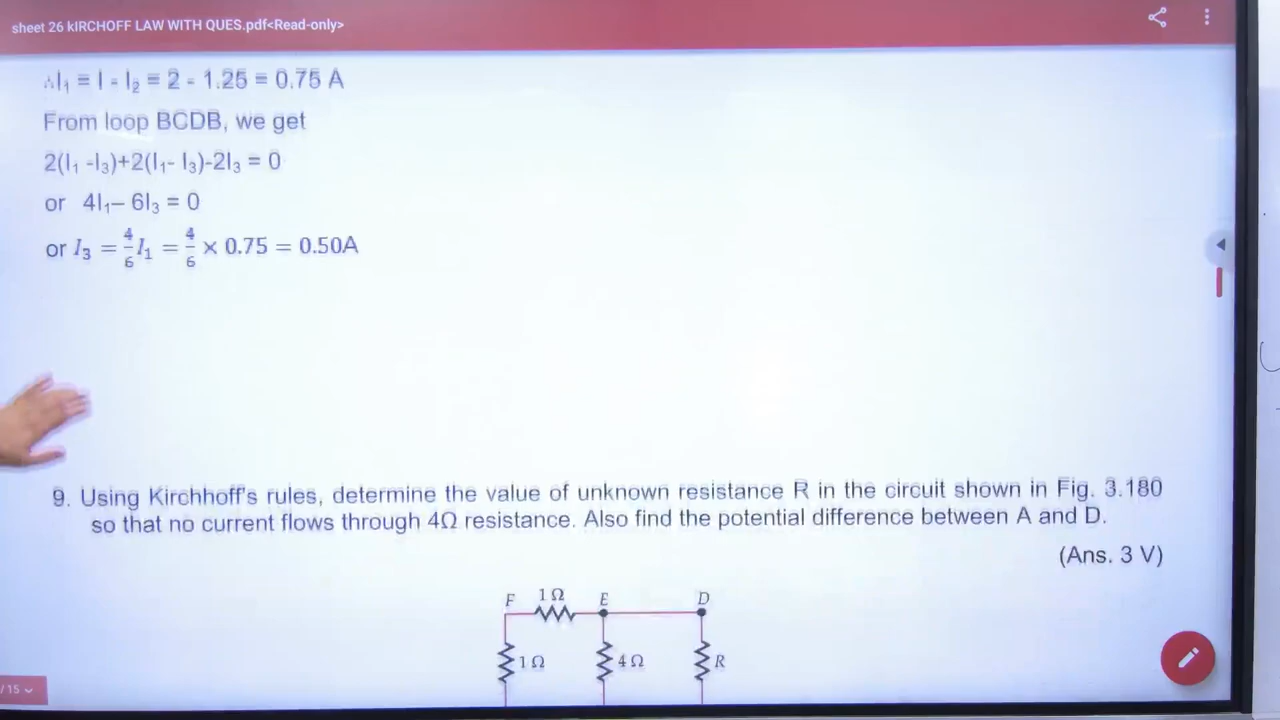 sheet 26 kIRCHOFF LAW WITH QUES.pdf<Read-only>
∴I₁ = I - I₂ = 2 - 1.25 = 0.75 A
From loop BCDB, we get
2(I₁ -I₃)+2(I₁- I₃)-2I₃ = 0
or 4I₁– 6I₃ = 0
or I₃ = 4/6 I₁ = 4/6 × 0.75 = 0.50A
9. Using Kirchhoff's rules, determine the value of unknown resistance R in the circuit shown in Fig. 3.180
so that no current flows through 4Ω resistance. Also find the potential difference between A and D.
(Ans. 3 V)
F 1 Ω E D
1 Ω 4 Ω R
/ 15